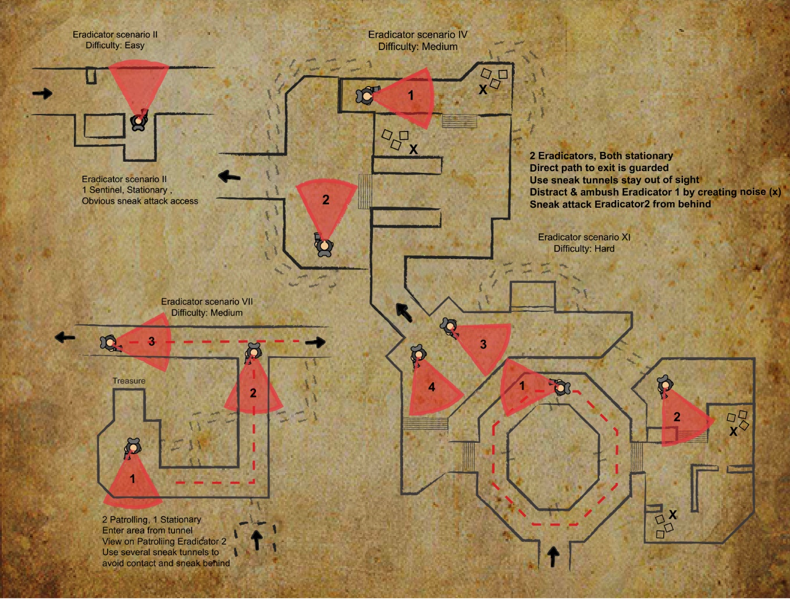 Eradicator scenario II
Difficulty: Easy
Eradicator scenario II
1 Sentinel, Stationary .
Obvious sneak attack access
Eradicator scenario IV
Difficulty: Medium
1
X
X
2
2 Eradicators, Both stationary
Direct path to exit is guarded
Use sneak tunnels stay out of sight
Distract & ambush Eradicator 1 by creating noise (x)
Sneak attack Eradicator2 from behind
Eradicator scenario VII
Difficulty: Medium
3
2
Treasure
1
2 Patrolling, 1 Stationary
Enter area from tunnel
View on Patrolling Eradicator 2
Use several sneak tunnels to
avoid contact and sneak behind
Eradicator scenario XI
Difficulty: Hard
3
4
1
2
X
X